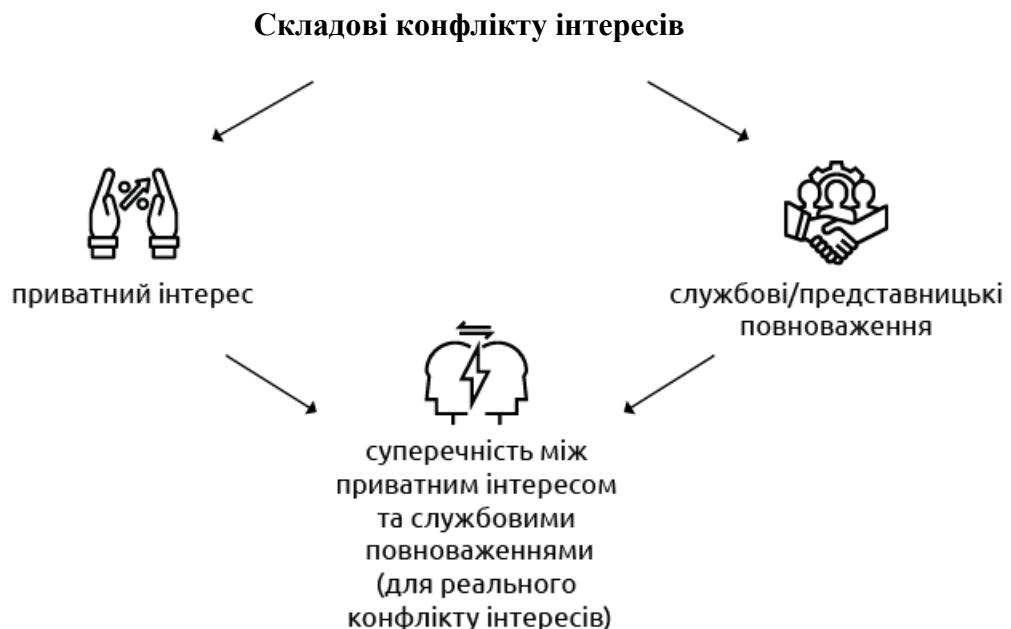 Складові конфлікту інтересів
приватний інтерес
службові/представницькі
повноваження
суперечність між
приватним інтересом
та службовими
повноваженнями
(для реального
конфлікту інтересів)